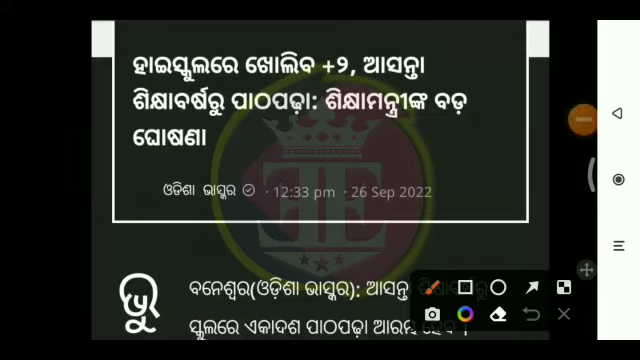 ହାଇସ୍କୁଲରେ ଖୋଲିବ +୨, ଆସନ୍ତା
ଶିକ୍ଷାବର୍ଷରୁ ପାଠପଢ଼ା: ଶିକ୍ଷାମନ୍ତ୍ରୀଙ୍କ ବଡ଼
ଘୋଷଣା
ଓଡିଶା ଭାସ୍କର · 12:33 pm · 26 Sep 2022
ଭୁବନେଶ୍ୱର(ଓଡ଼ିଶା ଭାସ୍କର): ଆସନ୍ତା
ସ୍କୁଲରେ ଏକାଦଶ ପାଠପଢ଼ା ଆରମ୍ଭ ହେବ ।